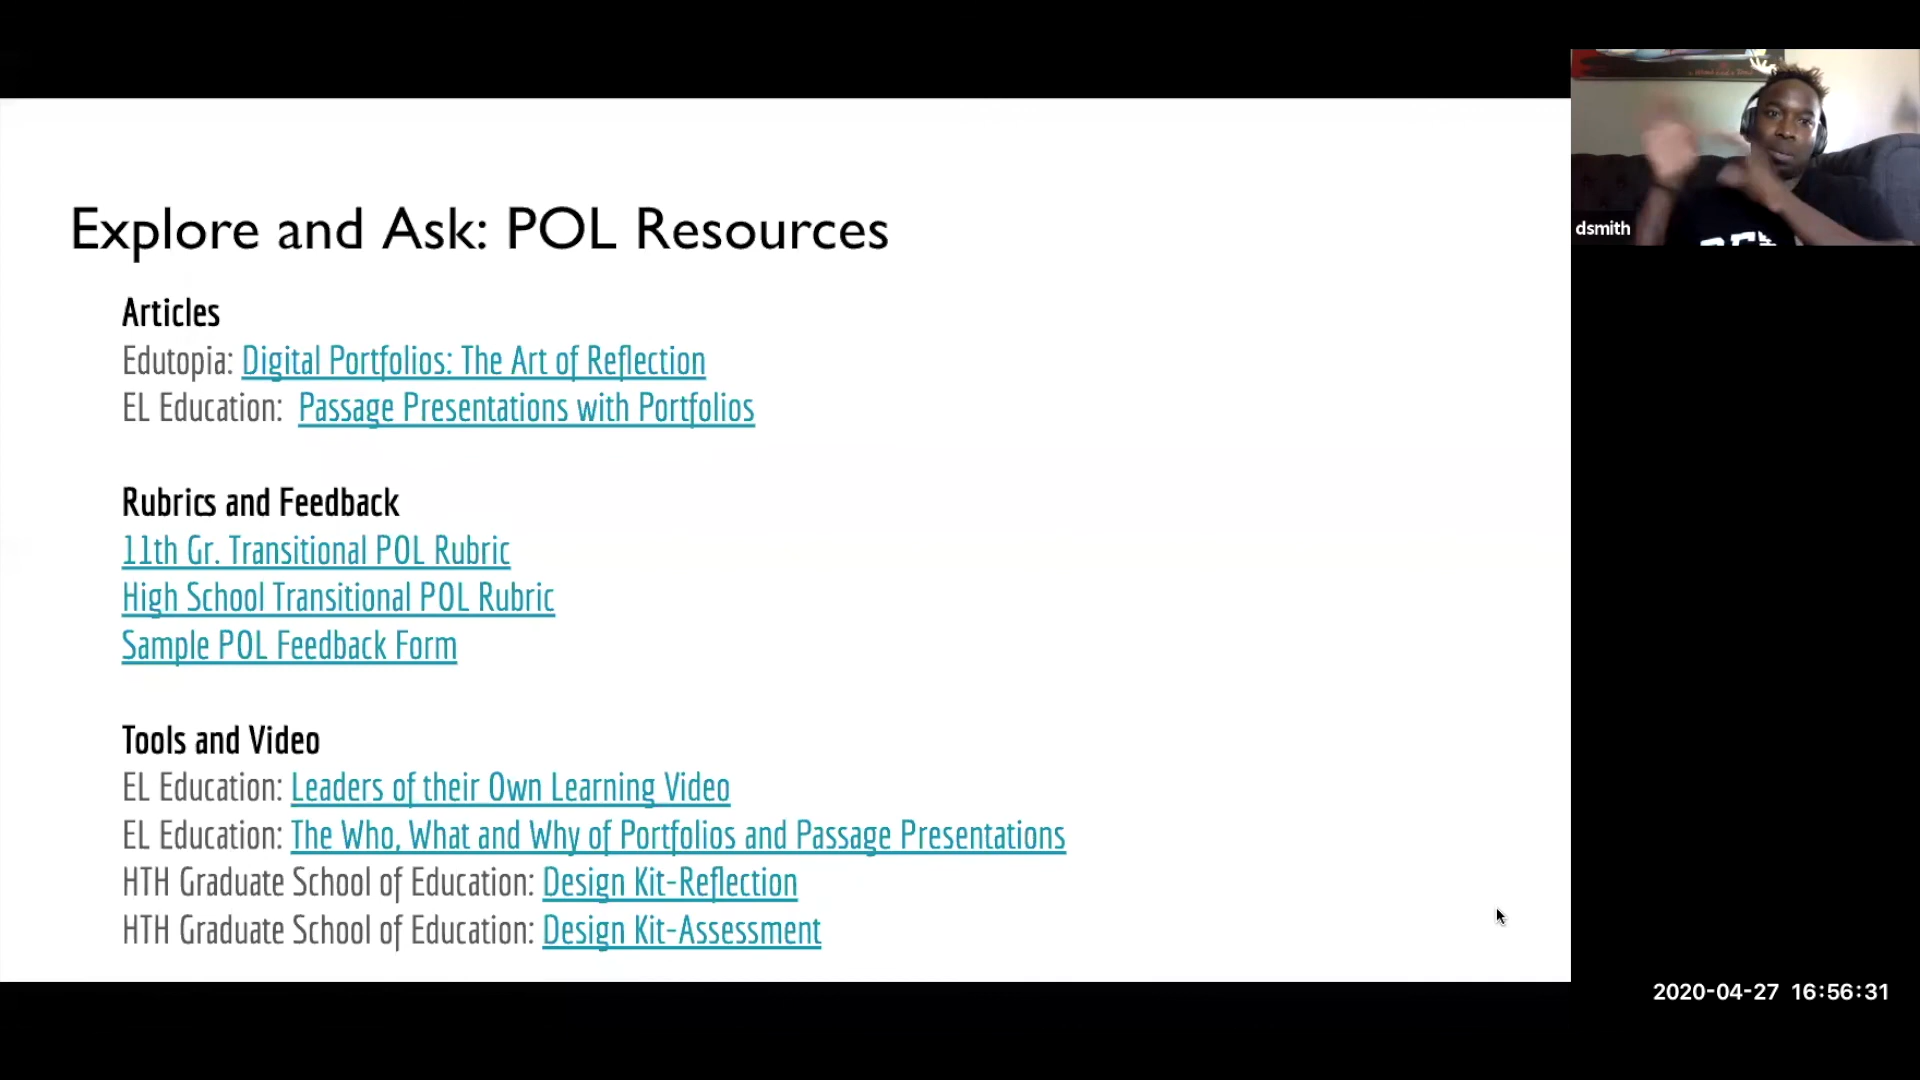 Explore and Ask: POL Resources
Articles
Edutopia: Digital Portfolios: The Art of Reflection
EL Education: Passage Presentations with Portfolios
Rubrics and Feedback
11th Gr. Transitional POL Rubric
High School Transitional POL Rubric
Sample POL Feedback Form
Tools and Video
EL Education: Leaders of their Own Learning Video
EL Education: The Who, What and Why of Portfolios and Passage Presentations
HTH Graduate School of Education: Design Kit-Reflection
HTH Graduate School of Education: Design Kit-Assessment
dsmith
2020-04-27 16:56:31